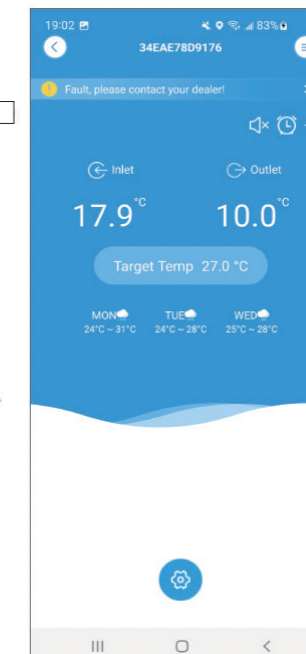 19:02 83%
34EAE78D9176
Fault, please contact your dealer!
Inlet Outlet
17.9°C 10.0°C
Target Temp 27.0 °C
MON TUE WED
24°C ~ 31°C 24°C ~ 28°C 25°C ~ 28°C